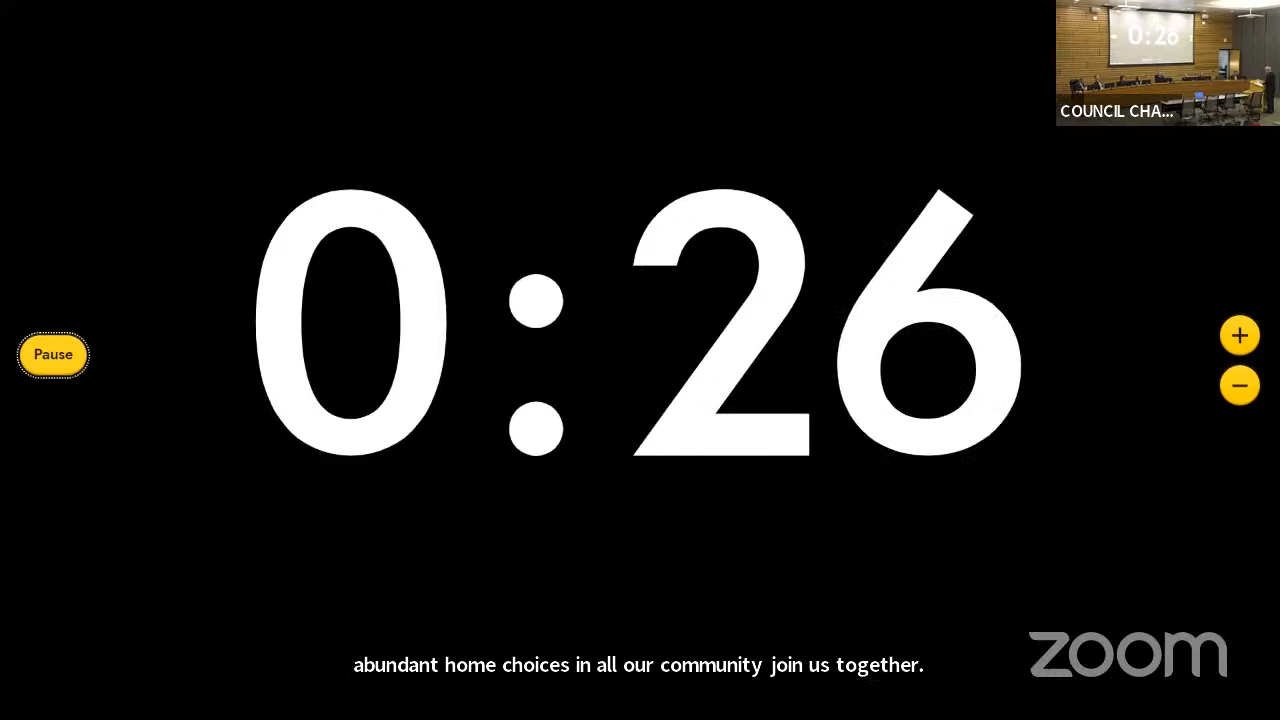 0:26
COUNCIL CHA...
0:26
Pause
+
−
abundant home choices in all our community join us together.
zoom